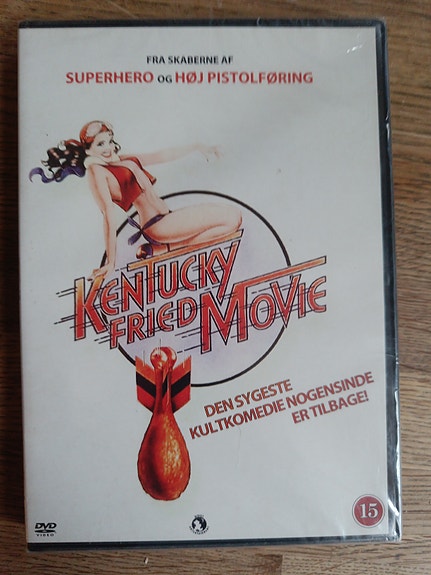 FRA SKABERNE AF
SUPERHERO OG HØJ PISTOLFØRING
KENTUCKY
FRIED MOVIE
DEN SYGESTE
KULTKOMEDIE NOGENSINDE
ER TILBAGE!
15
DVD
VIDEO